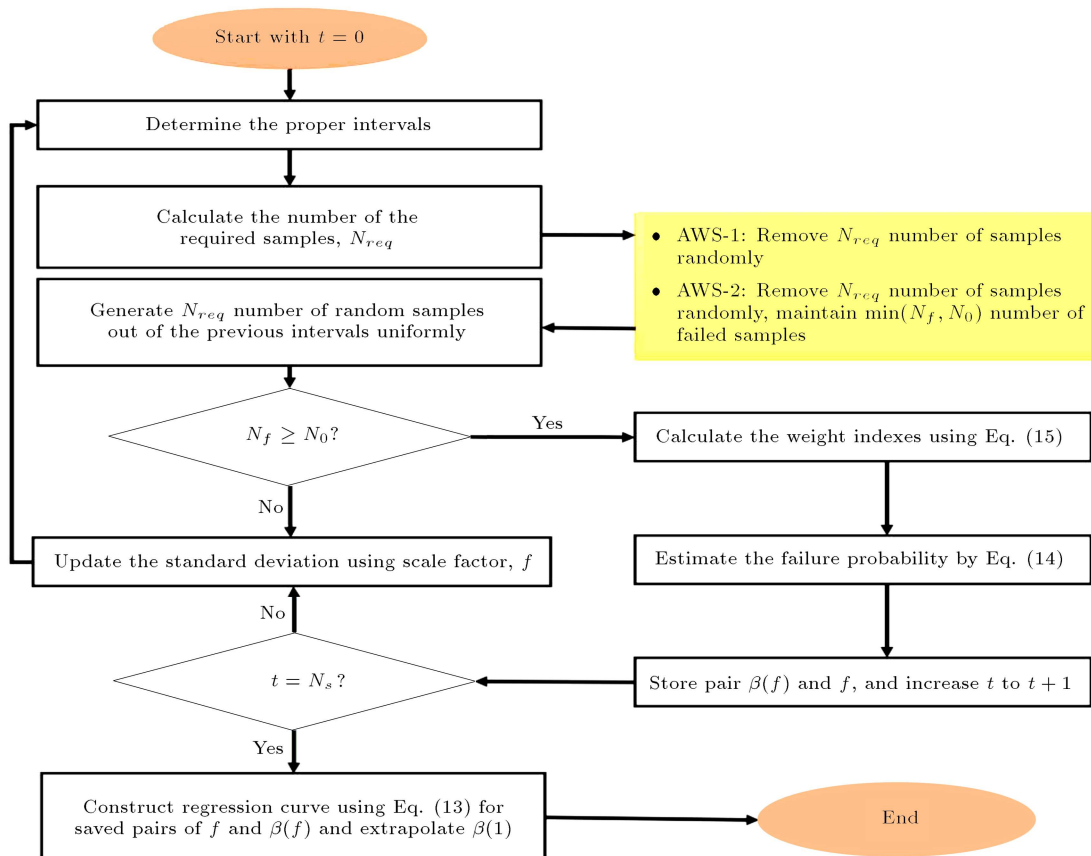 Start with t = 0
Determine the proper intervals
Calculate the number of the
required samples, N_req
• AWS-1: Remove N_req number of samples
randomly
• AWS-2: Remove N_req number of samples
randomly, maintain min(N_f, N_0) number of
failed samples
Generate N_req number of random samples
out of the previous intervals uniformly
N_f ≥ N_0?
Yes
Calculate the weight indexes using Eq. (15)
No
Update the standard deviation using scale factor, f
Estimate the failure probability by Eq. (14)
No
t = N_s?
Store pair β(f) and f, and increase t to t + 1
Yes
Construct regression curve using Eq. (13) for
saved pairs of f and β(f) and extrapolate β(1)
End